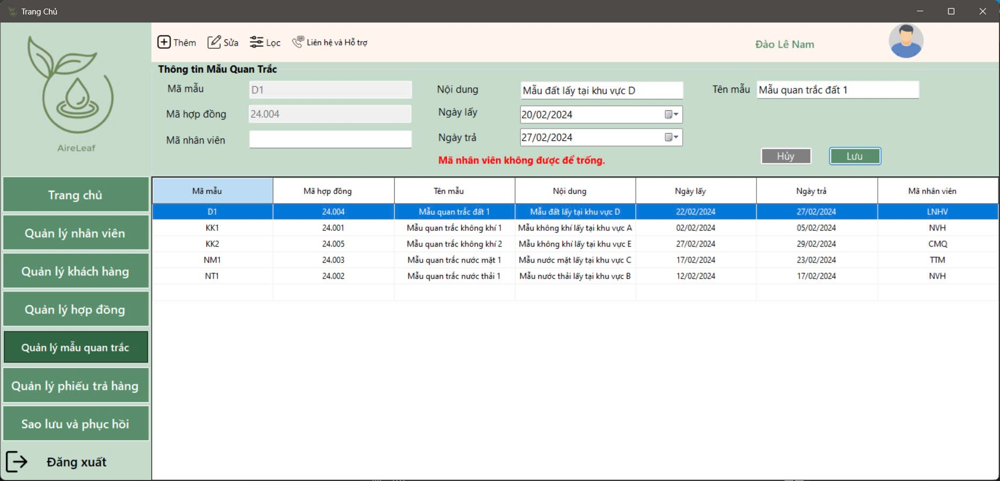 Trang Chủ
Thêm Sửa Lọc Liên hệ và Hỗ trợ Đào Lê Nam
AireLeaf
Thông tin Mẫu Quan Trắc
Mã mẫu D1 Nội dung Mẫu đất lấy tại khu vực D Tên mẫu Mẫu quan trắc đất 1
Mã hợp đồng 24.004 Ngày lấy 20/02/2024
Mã nhân viên Ngày trả 27/02/2024
Mã nhân viên không được để trống. Hủy Lưu
Trang chủ
Quản lý nhân viên
Quản lý khách hàng
Quản lý hợp đồng
Quản lý mẫu quan trắc
Quản lý phiếu trả hàng
Sao lưu và phục hồi
Đăng xuất
Mã mẫu Mã hợp đồng Tên mẫu Nội dung Ngày lấy Ngày trả Mã nhân viên
D1 24.004 Mẫu quan trắc đất 1 Mẫu đất lấy tại khu vực D 22/02/2024 27/02/2024 LNHV
KK1 24.001 Mẫu quan trắc không khí 1 Mẫu không khí lấy tại khu vực A 02/02/2024 05/02/2024 NVH
KK2 24.005 Mẫu quan trắc không khí 2 Mẫu không khí lấy tại khu vực E 27/02/2024 29/02/2024 CMQ
NM1 24.003 Mẫu quan trắc nước mặt 1 Mẫu nước mặt lấy tại khu vực C 17/02/2024 23/02/2024 TTM
NT1 24.002 Mẫu quan trắc nước thải 1 Mẫu nước thải lấy tại khu vực B 12/02/2024 17/02/2024 NVH